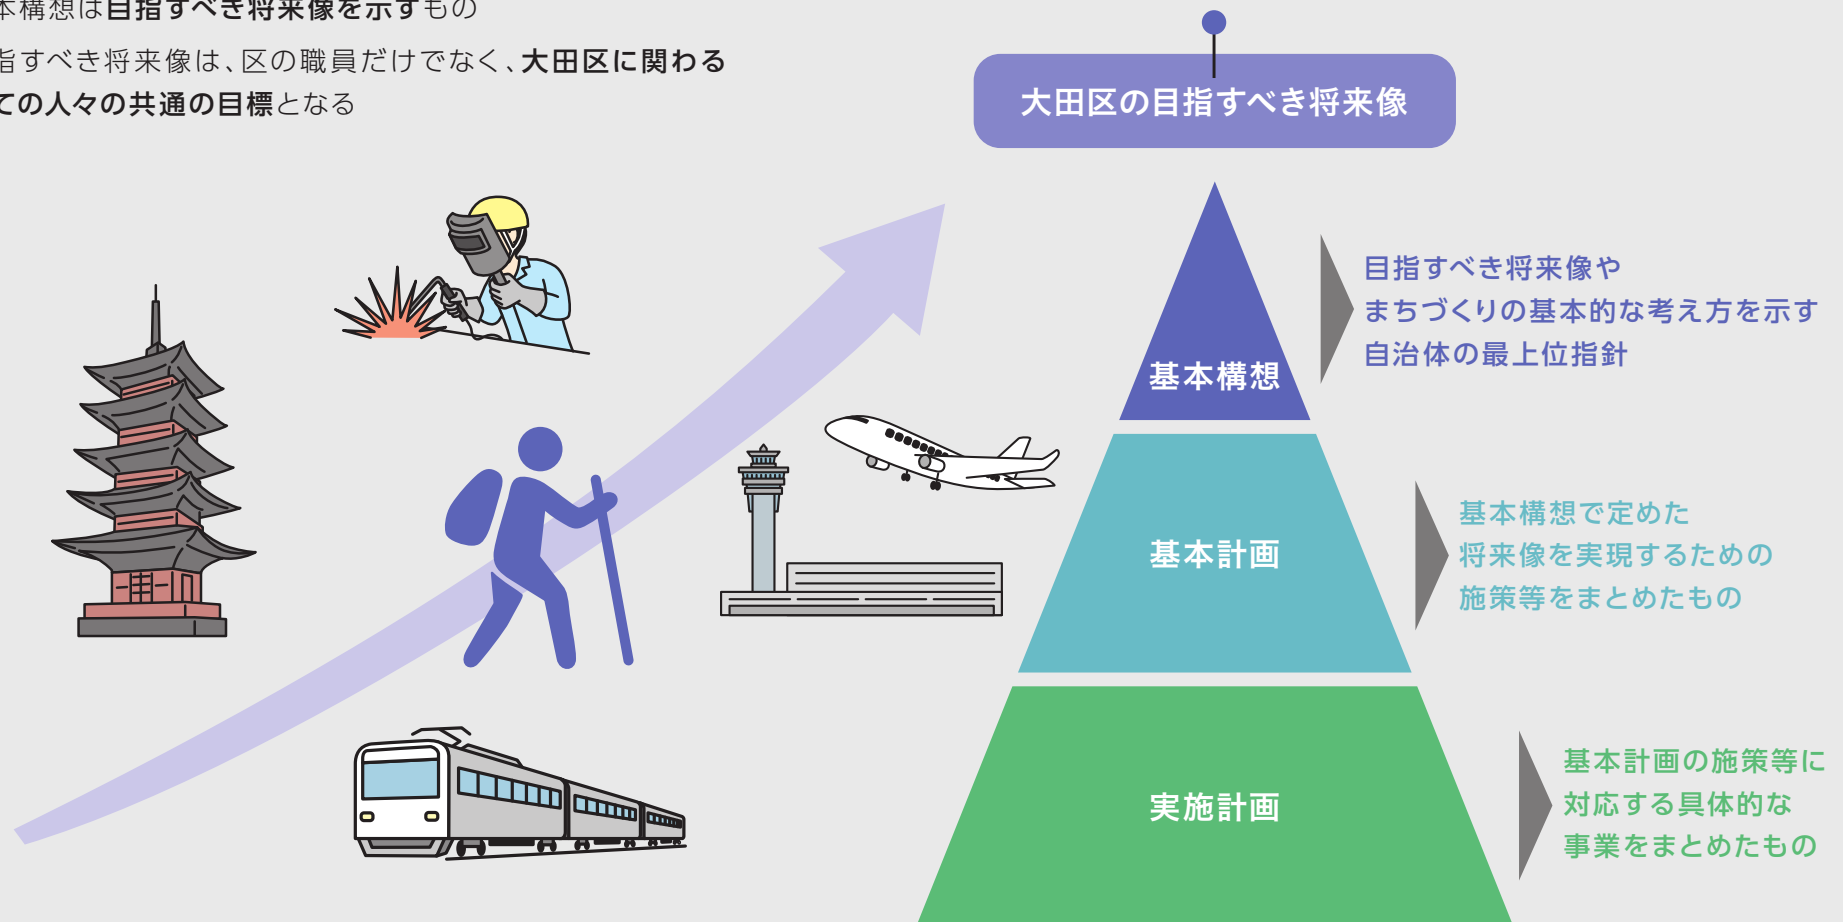 本構想は目指すべき将来像を示すもの
指すべき将来像は、区の職員だけでなく、大田区に関わる
ての人々の共通の目標となる
大田区の目指すべき将来像
基本構想
目指すべき将来像や
まちづくりの基本的な考え方を示す
自治体の最上位指針
基本計画
基本構想で定めた
将来像を実現するための
施策等をまとめたもの
実施計画
基本計画の施策等に
対応する具体的な
事業をまとめたもの